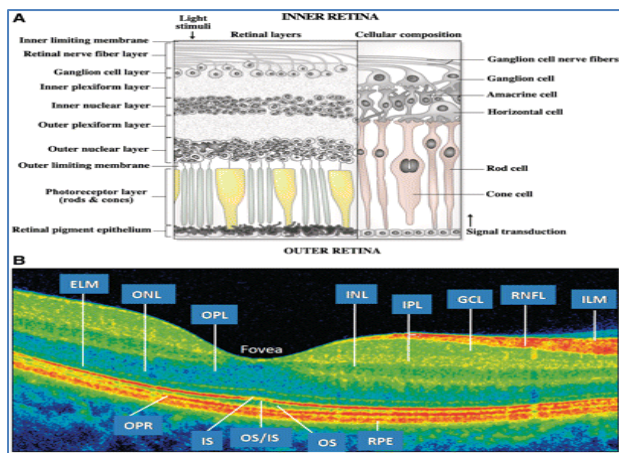 A
INNER RETINA
Light
stimuli
Retinal layers
Cellular composition
Inner limiting membrane
Retinal nerve fiber layer
Ganglion cell layer
Inner plexiform layer
Inner nuclear layer
Outer plexiform layer
Outer nuclear layer
Outer limiting membrane
Photoreceptor layer
(rods & cones)
Retinal pigment epithelium
Ganglion cell nerve fibers
Ganglion cell
Amacrine cell
Horizontal cell
Rod cell
Cone cell
Signal transduction
OUTER RETINA
B
ELM
ONL
OPL
Fovea
INL
IPL
GCL
RNFL
ILM
OPR
IS
OS/IS
OS
RPE